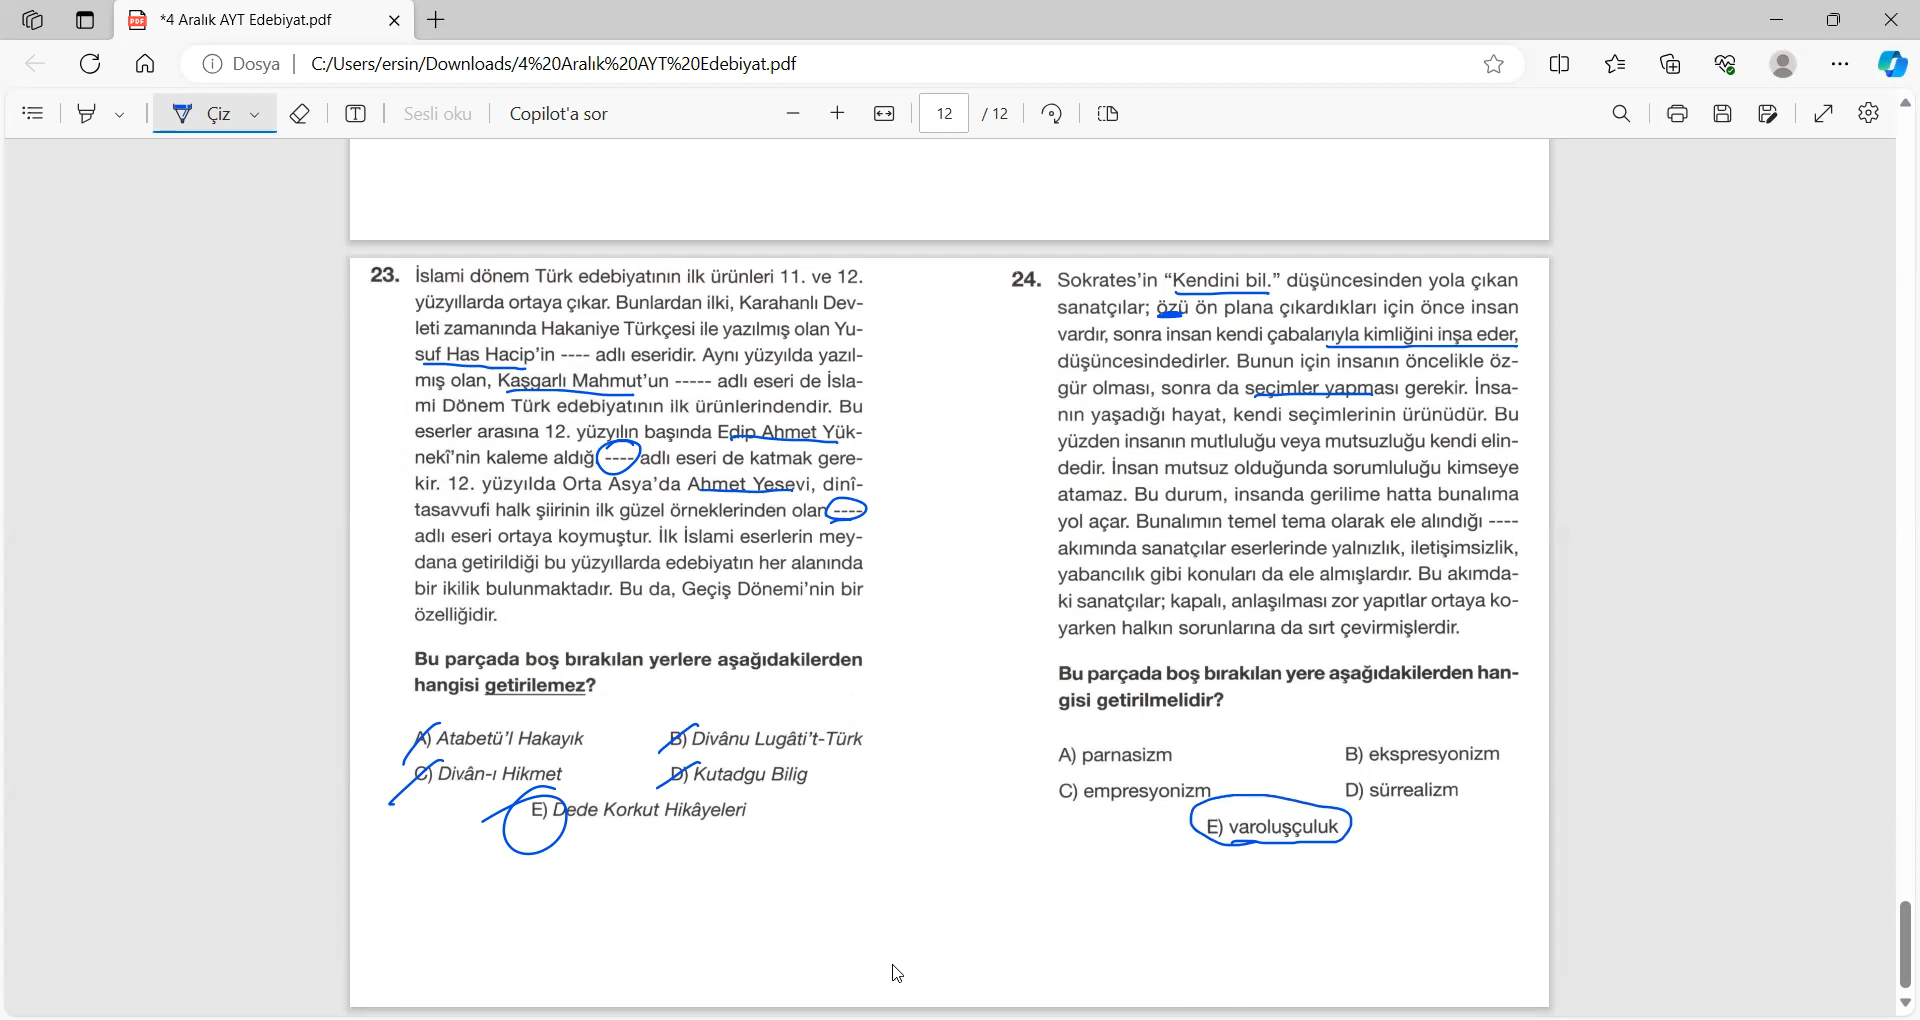 *4 Aralık AYT Edebiyat.pdf
Dosya
C:/Users/ersin/Downloads/4%20Aralık%20AYT%20Edebiyat.pdf
Çiz
Sesli oku
Copilot'a sor
12
/ 12
23. İslami dönem Türk edebiyatının ilk ürünleri 11. ve 12.
yüzyıllarda ortaya çıkar. Bunlardan ilki, Karahanlı Dev-
leti zamanında Hakaniye Türkçesi ile yazılmış olan Yu-
suf Has Hacip'in ---- adlı eseridir. Aynı yüzyılda yazıl-
mış olan, Kaşgarlı Mahmut'un ----- adlı eseri de İsla-
mi Dönem Türk edebiyatının ilk ürünlerindendir. Bu
eserler arasına 12. yüzyılın başında Edip Ahmet Yük-
nekî'nin kaleme aldığı ---- adlı eseri de katmak gere-
kir. 12. yüzyılda Orta Asya'da Ahmet Yesevi, dinî-
tasavvufi halk şiirinin ilk güzel örneklerinden olan ----
adlı eseri ortaya koymuştur. İlk İslami eserlerin mey-
dana getirildiği bu yüzyıllarda edebiyatın her alanında
bir ikilik bulunmaktadır. Bu da, Geçiş Dönemi'nin bir
özelliğidir.
Bu parçada boş bırakılan yerlere aşağıdakilerden
hangisi getirilemez?
A) Atabetü'l Hakayık
B) Divânu Lugâti't-Türk
C) Divân-ı Hikmet
D) Kutadgu Bilig
E) Dede Korkut Hikâyeleri
24. Sokrates'in “Kendini bil.” düşüncesinden yola çıkan
sanatçılar; özü ön plana çıkardıkları için önce insan
vardır, sonra insan kendi çabalarıyla kimliğini inşa eder,
düşüncesindedirler. Bunun için insanın öncelikle öz-
gür olması, sonra da seçimler yapması gerekir. İnsa-
nın yaşadığı hayat, kendi seçimlerinin ürünüdür. Bu
yüzden insanın mutluluğu veya mutsuzluğu kendi elin-
dedir. İnsan mutsuz olduğunda sorumluluğu kimseye
atamaz. Bu durum, insanda gerilime hatta bunalıma
yol açar. Bunalımın temel tema olarak ele alındığı ----
akımında sanatçılar eserlerinde yalnızlık, iletişimsizlik,
yabancılık gibi konuları da ele almışlardır. Bu akımda-
ki sanatçılar; kapalı, anlaşılması zor yapıtlar ortaya ko-
yarken halkın sorunlarına da sırt çevirmişlerdir.
Bu parçada boş bırakılan yere aşağıdakilerden han-
gisi getirilmelidir?
A) parnasizm
B) ekspresyonizm
C) empresyonizm
D) sürrealizm
E) varoluşçuluk